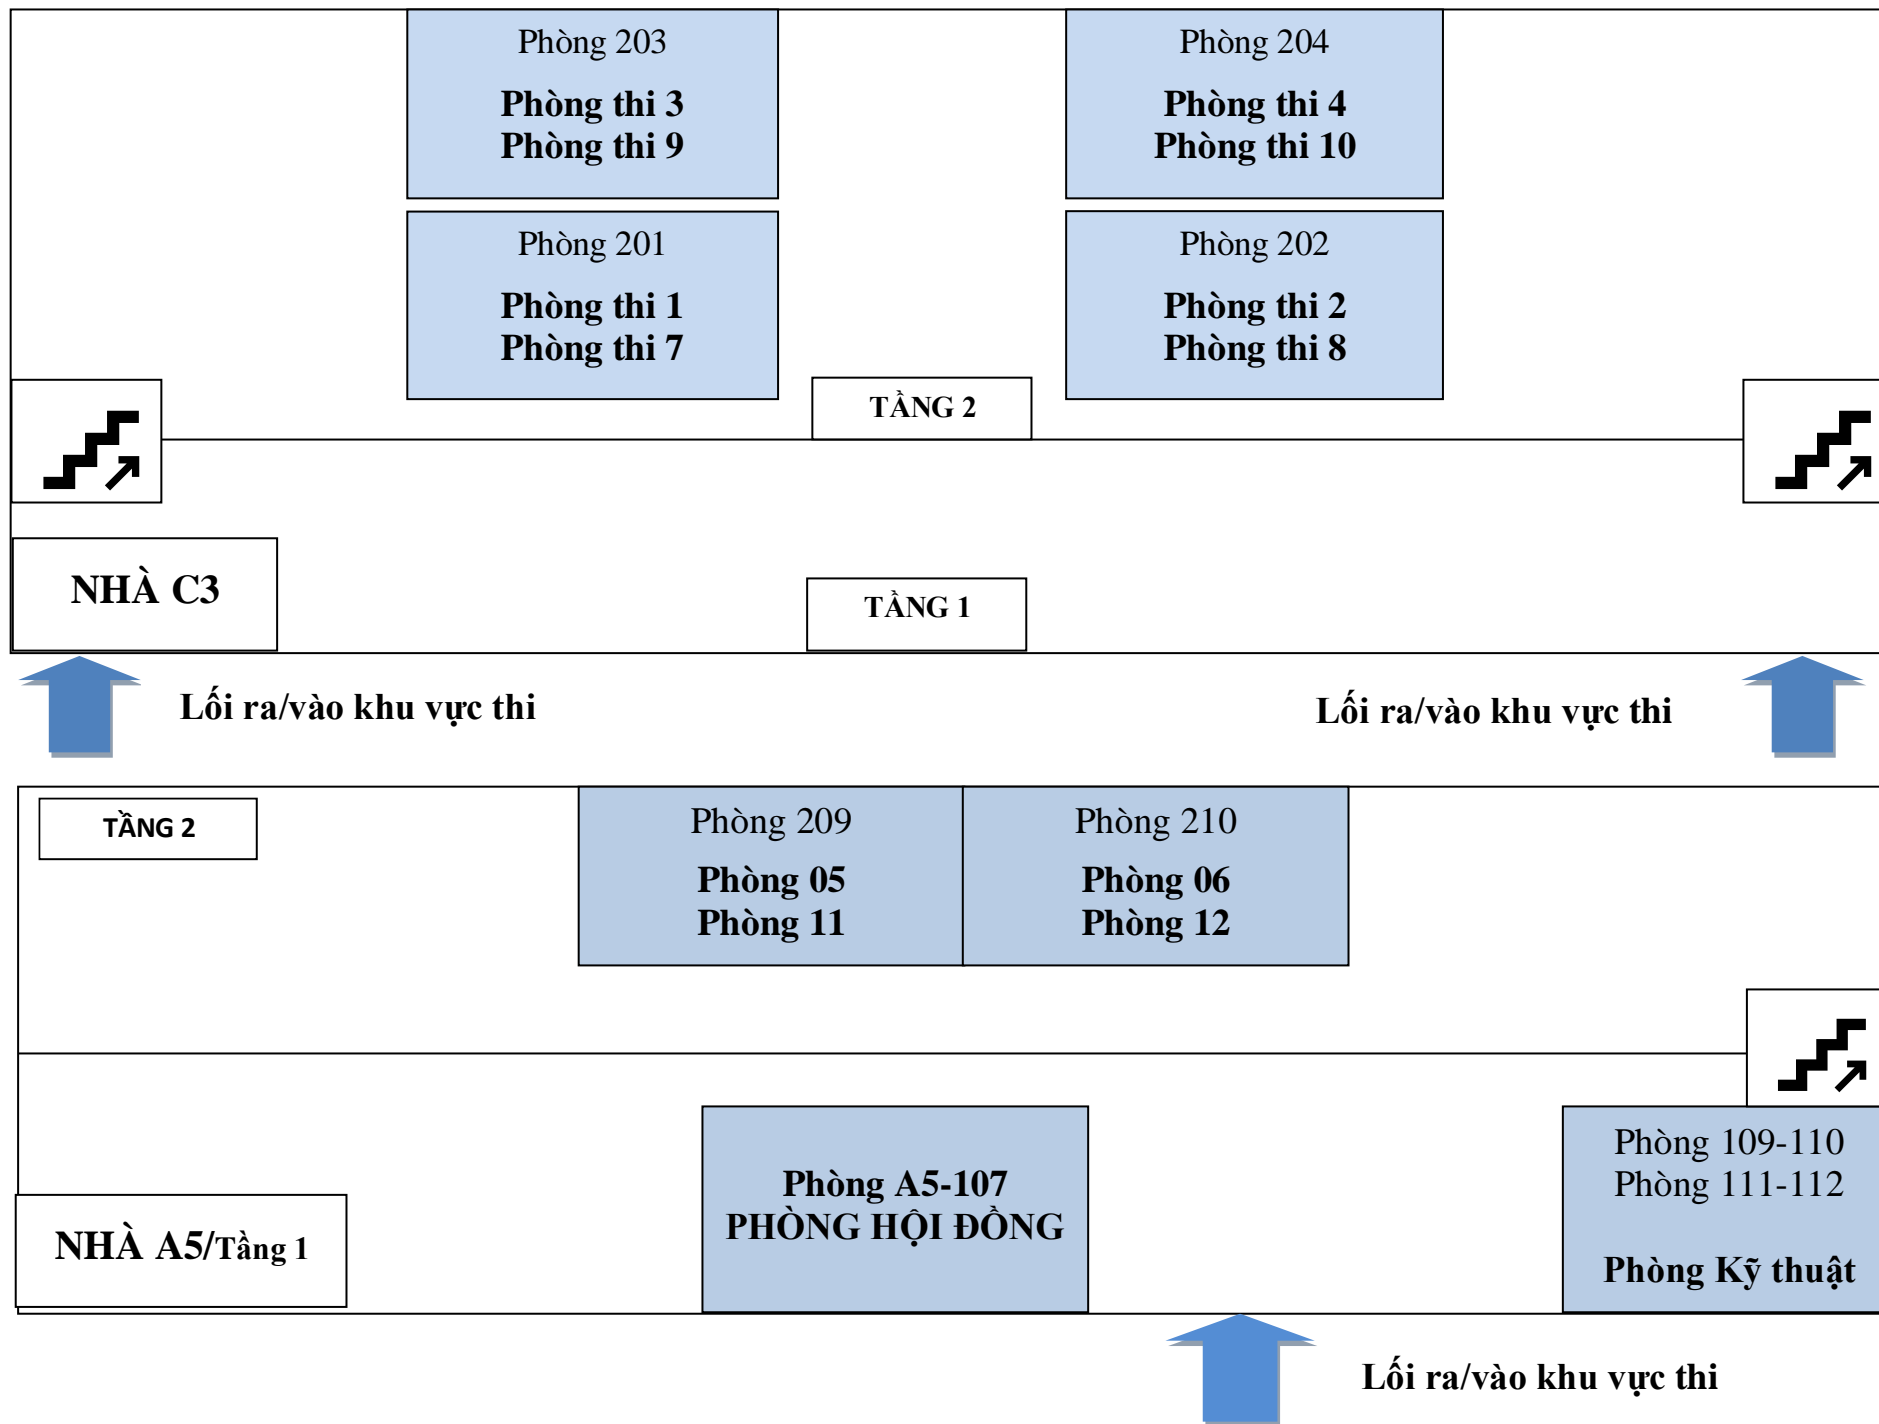 Phòng 203
Phòng thi 3
Phòng thi 9
Phòng 204
Phòng thi 4
Phòng thi 10
Phòng 201
Phòng thi 1
Phòng thi 7
Phòng 202
Phòng thi 2
Phòng thi 8
TẦNG 2
NHÀ C3
TẦNG 1
Lối ra/vào khu vực thi
Lối ra/vào khu vực thi
TẦNG 2
Phòng 209
Phòng 05
Phòng 11
Phòng 210
Phòng 06
Phòng 12
NHÀ A5/Tầng 1
Phòng A5-107
PHÒNG HỘI ĐỒNG
Phòng 109-110
Phòng 111-112
Phòng Kỹ thuật
Lối ra/vào khu vực thi